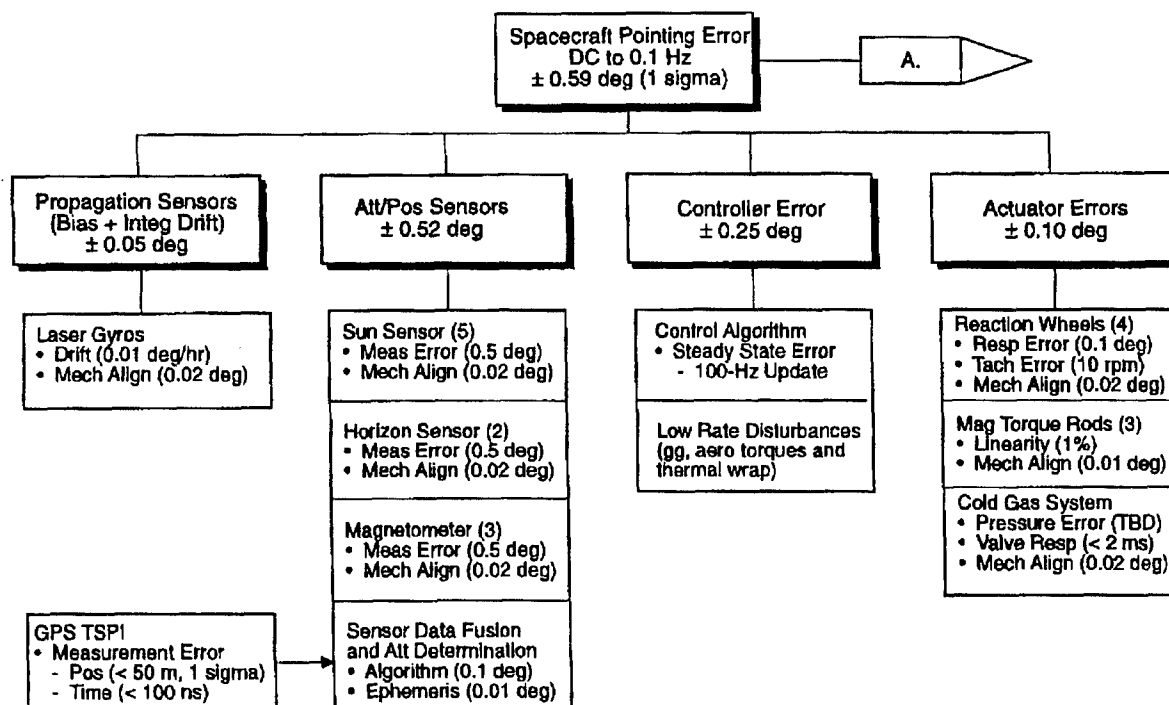 Spacecraft Pointing Error
DC to 0.1 Hz
± 0.59 deg (1 sigma)
A.
Propagation Sensors
(Bias + Integ Drift)
± 0.05 deg
Att/Pos Sensors
± 0.52 deg
Controller Error
± 0.25 deg
Actuator Errors
± 0.10 deg
Laser Gyros
• Drift (0.01 deg/hr)
• Mech Align (0.02 deg)
Sun Sensor (5)
• Meas Error (0.5 deg)
• Mech Align (0.02 deg)
Horizon Sensor (2)
• Meas Error (0.5 deg)
• Mech Align (0.02 deg)
Magnetometer (3)
• Meas Error (0.5 deg)
• Mech Align (0.02 deg)
GPS TSPI
• Measurement Error
- Pos (< 50 m, 1 sigma)
- Time (< 100 ns)
Sensor Data Fusion
and Att Determination
• Algorithm (0.1 deg)
• Ephemeris (0.01 deg)
Control Algorithm
• Steady State Error
- 100-Hz Update
Low Rate Disturbances
(gg, aero torques and
thermal wrap)
Reaction Wheels (4)
• Resp Error (0.1 deg)
• Tach Error (10 rpm)
• Mech Align (0.02 deg)
Mag Torque Rods (3)
• Linearity (1%)
• Mech Align (0.01 deg)
Cold Gas System
• Pressure Error (TBD)
• Valve Resp (< 2 ms)
• Mech Align (0.02 deg)